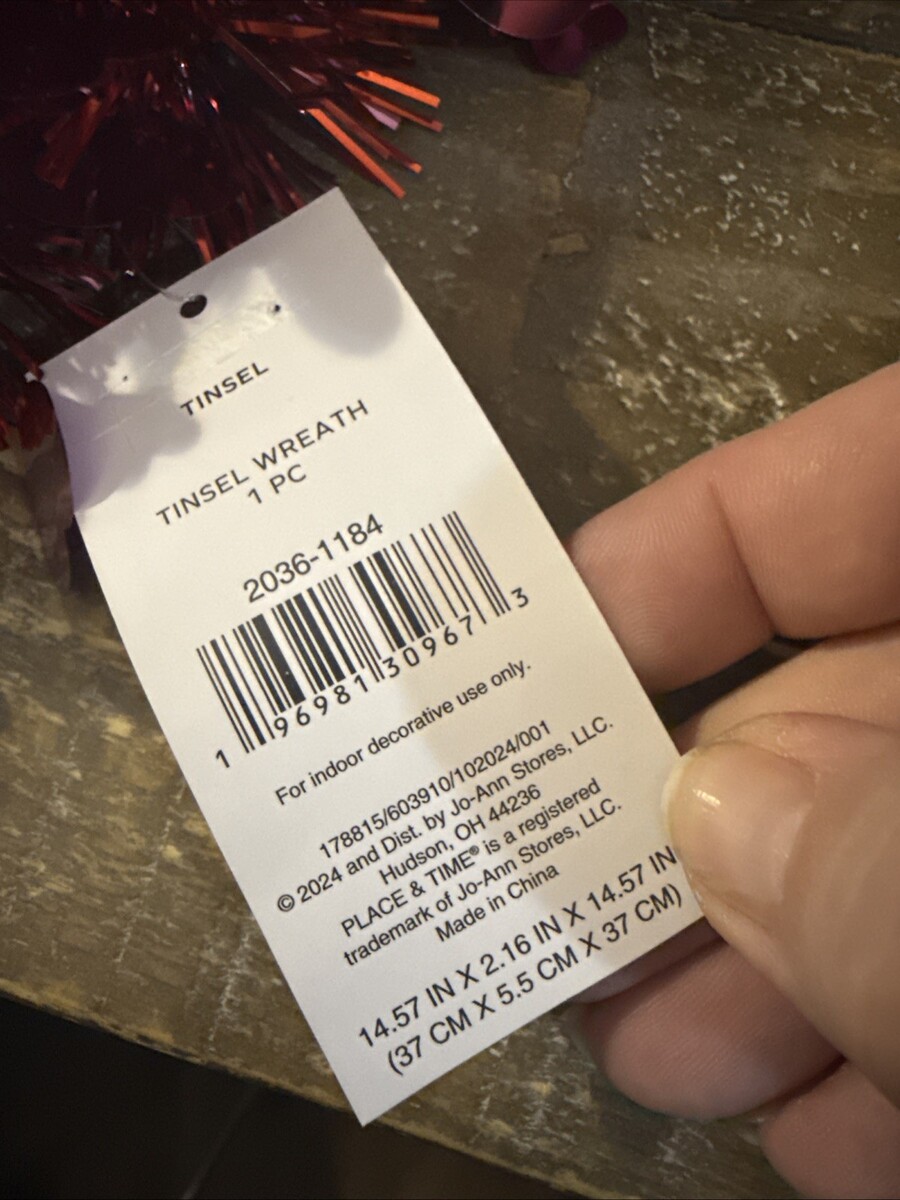 TINSEL
TINSEL WREATH
1 PC
2036-1184
1 96981 30967 3
For indoor decorative use only.
178815/603910/102024/001
© 2024 and Dist. by Jo-Ann Stores, LLC.
Hudson, OH 44236
PLACE & TIME® is a registered
trademark of Jo-Ann Stores, LLC.
Made in China
14.57 IN X 2.16 IN X 14.57 IN
(37 CM X 5.5 CM X 37 CM)